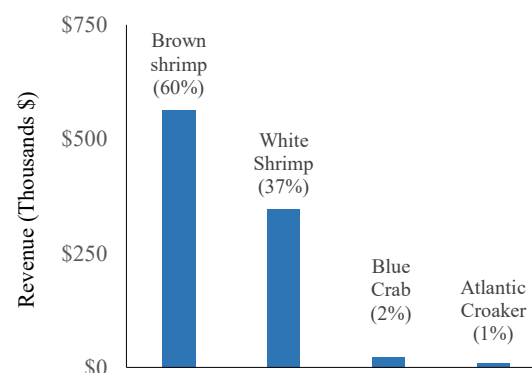 $750
$500
$250
$0
Revenue (Thousands $)
Brown
shrimp
(60%)
White
Shrimp
(37%)
Blue
Crab
(2%)
Atlantic
Croaker
(1%)